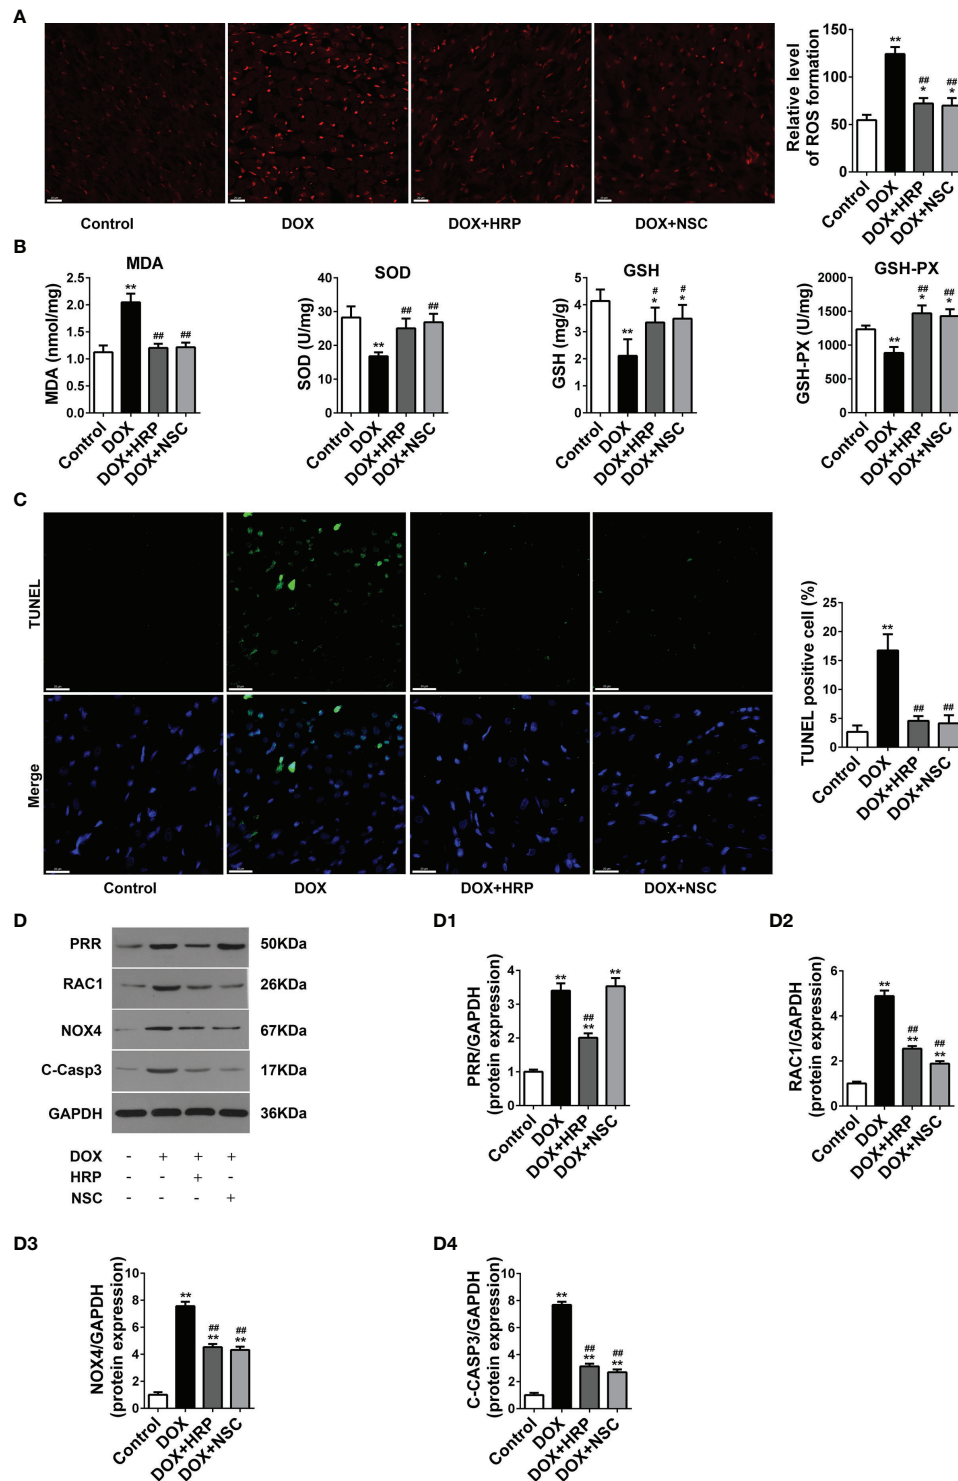 A
Control
DOX
DOX+HRP
DOX+NSC
Relative level
of ROS formation
150
100
50
0
**
##
*
##
*
Control
DOX
DOX+HRP
DOX+NSC
B
MDA
MDA (nmol/mg)
2.5
2.0
1.5
1.0
0.5
0.0
**
##
##
Control
DOX
DOX+HRP
DOX+NSC
SOD
SOD (U/mg)
40
30
20
10
0
**
##
##
Control
DOX
DOX+HRP
DOX+NSC
GSH
GSH (mg/g)
5
4
3
2
1
0
**
#
*
#
*
Control
DOX
DOX+HRP
DOX+NSC
GSH-PX
GSH-PX (U/mg)
2000
1500
1000
500
0
**
##
*
##
*
Control
DOX
DOX+HRP
DOX+NSC
C
TUNEL
Merge
Control
DOX
DOX+HRP
DOX+NSC
TUNEL positive cell (%)
25
20
15
10
5
0
**
##
##
Control
DOX
DOX+HRP
DOX+NSC
D
PRR
50KDa
RAC1
26KDa
NOX4
67KDa
C-Casp3
17KDa
GAPDH
36KDa
DOX - + + +
HRP - - + -
NSC - - - +
D1
PRR/GAPDH
(protein expression)
4
3
2
1
0
**
##
**
**
Control
DOX
DOX+HRP
DOX+NSC
D2
RAC1/GAPDH
(protein expression)
6
4
2
0
**
##
**
##
**
Control
DOX
DOX+HRP
DOX+NSC
D3
NOX4/GAPDH
(protein expression)
10
8
6
4
2
0
**
##
**
##
**
Control
DOX
DOX+HRP
DOX+NSC
D4
C-CASP3/GAPDH
(protein expression)
10
8
6
4
2
0
**
##
**
##
**
Control
DOX
DOX+HRP
DOX+NSC